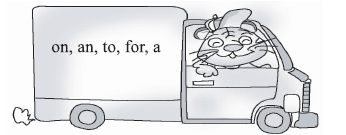 on, an, to, for, a